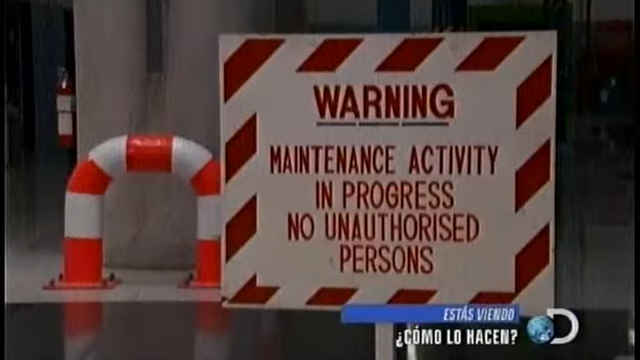 WARNING
MAINTENANCE ACTIVITY
IN PROGRESS
NO UNAUTHORISED
PERSONS
ESTÁS VIENDO
¿CÓMO LO HACEN?
D